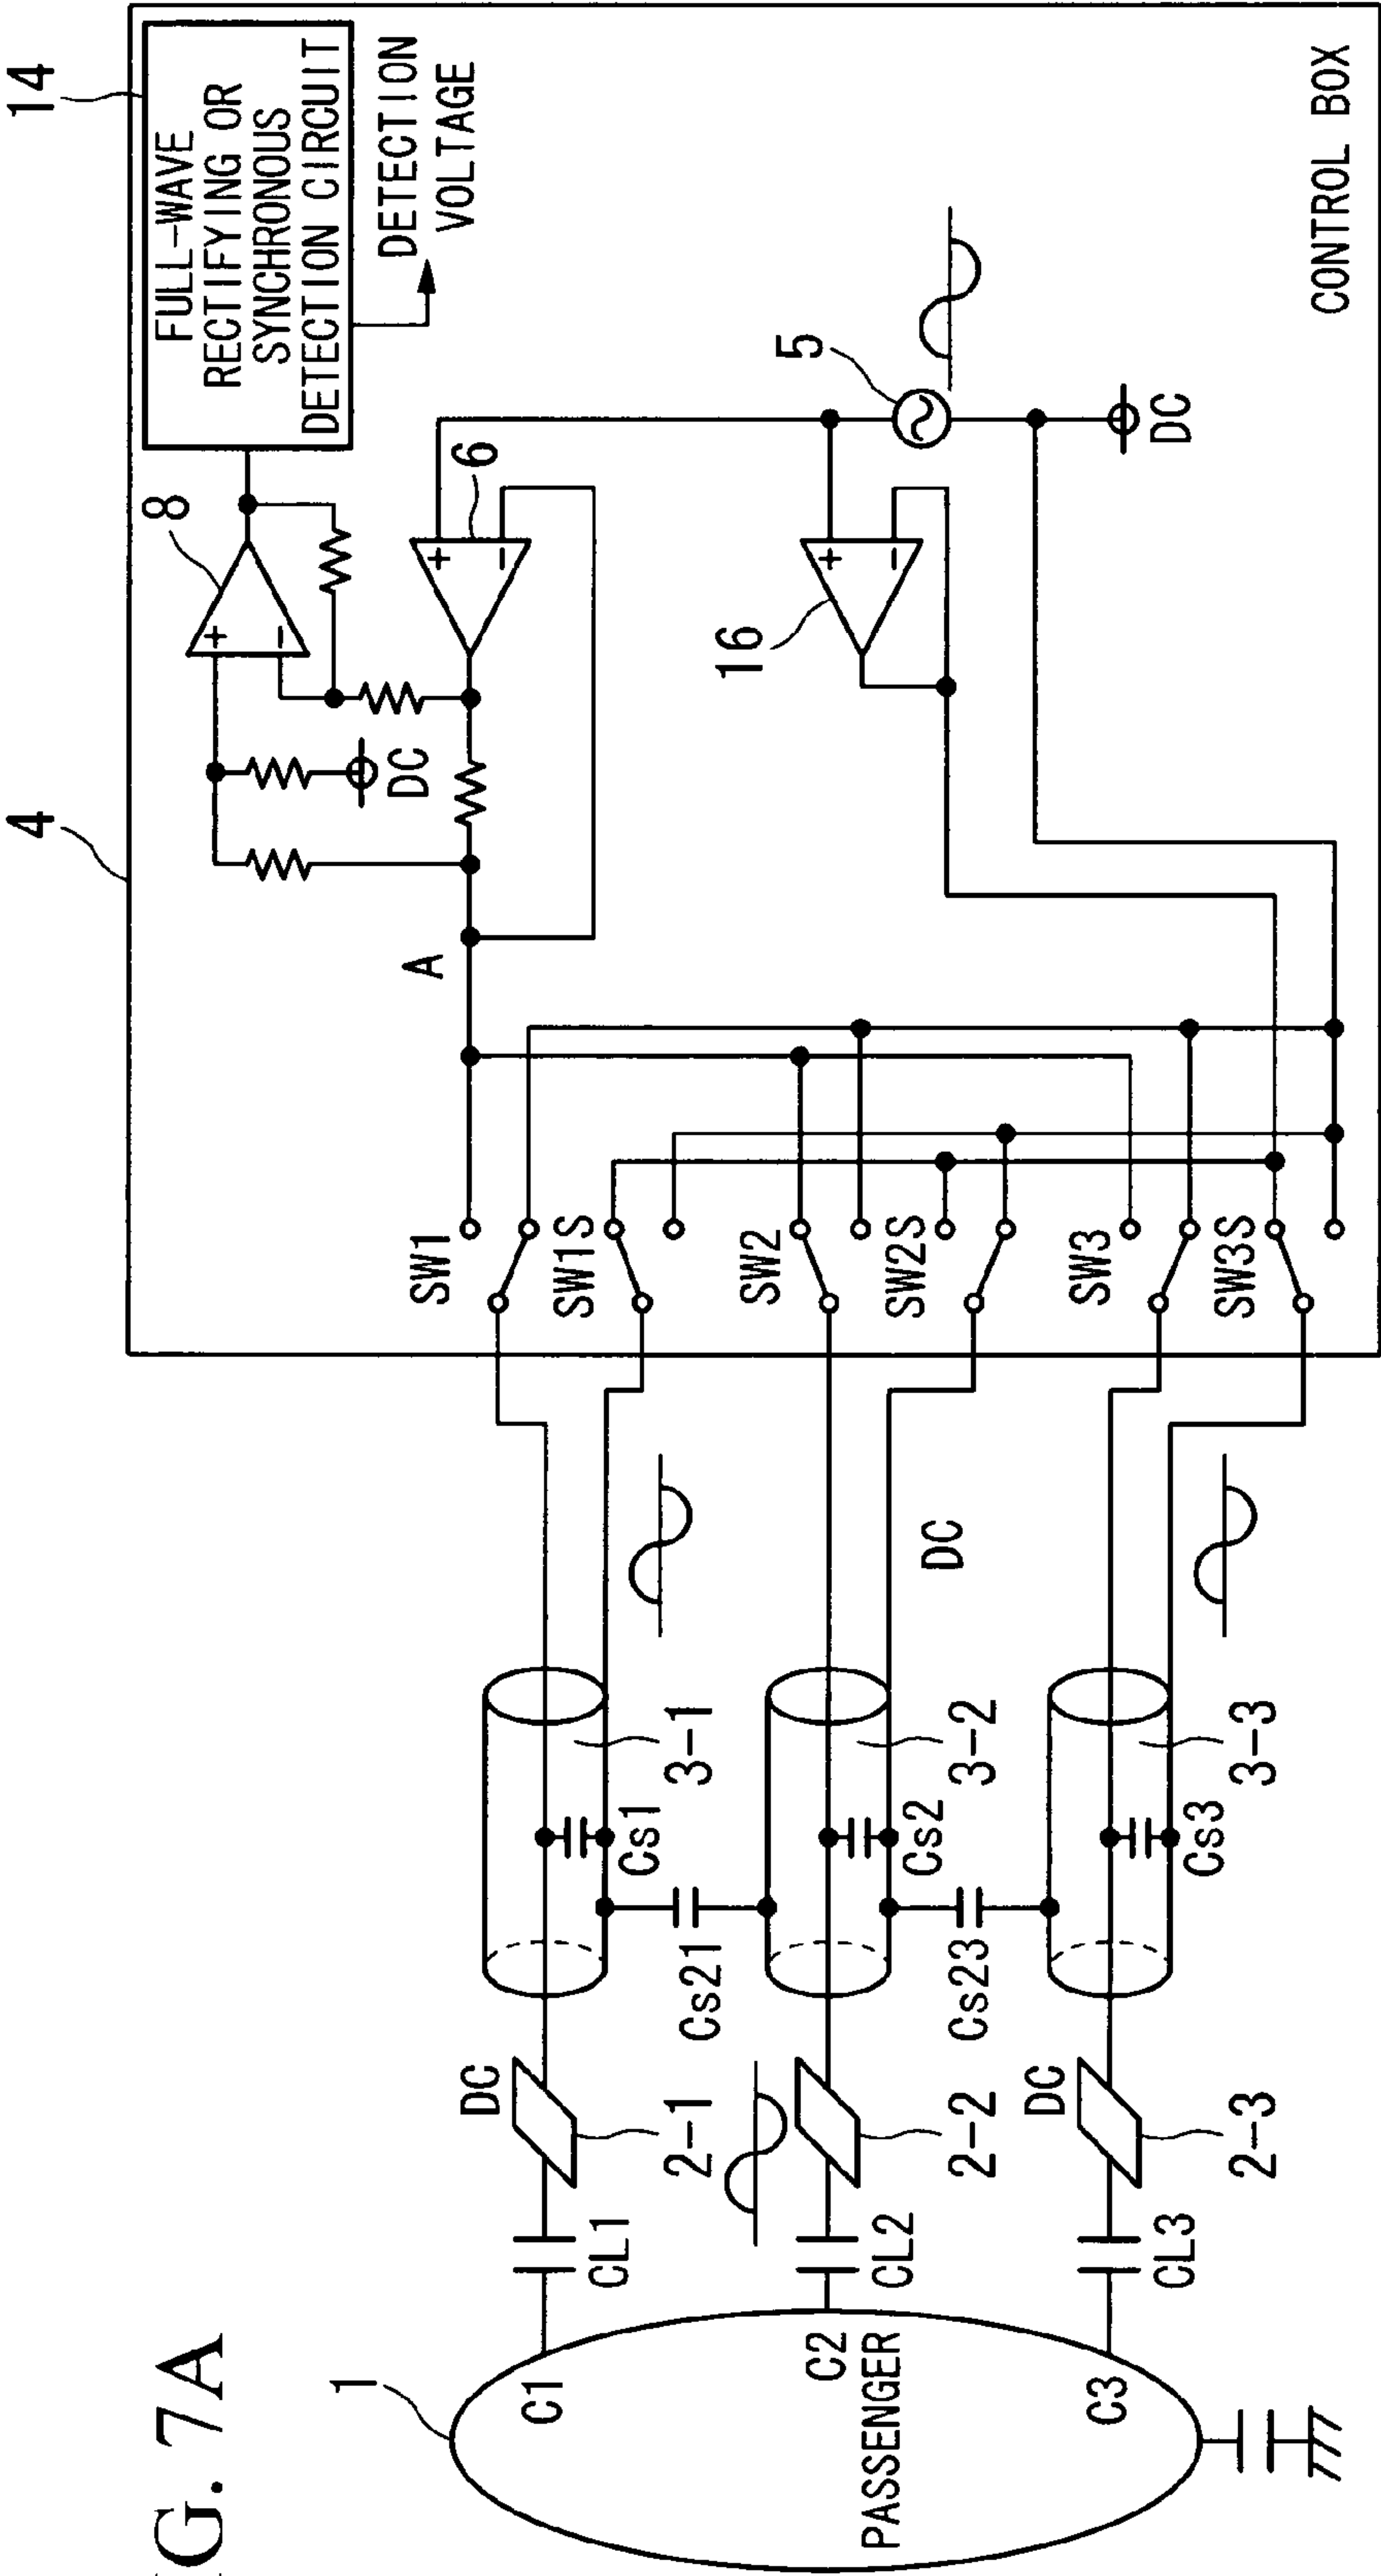 G. 7A
4
14
FULL-WAVE
RECTIFYING OR
SYNCHRONOUS
DETECTION CIRCUIT
DETECTION
VOLTAGE
8
+
-
DC
6
+
-
A
5
16
+
-
DC
CONTROL BOX
SW1
SW1S
SW2
SW2S
SW3
SW3S
1
C1
C2
PASSENGER
C3
CL1
CL2
CL3
DC
2-1
2-2
DC
2-3
Cs1
Cs21
Cs2
Cs23
Cs3
3-1
3-2
3-3
DC